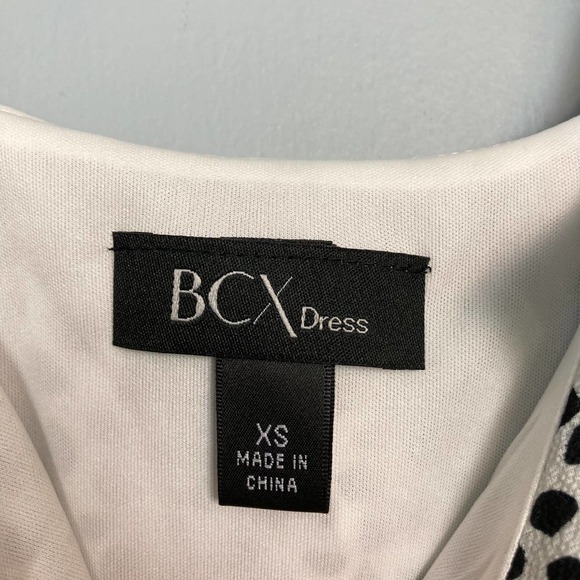 BCX Dress
XS
MADE IN
CHINA